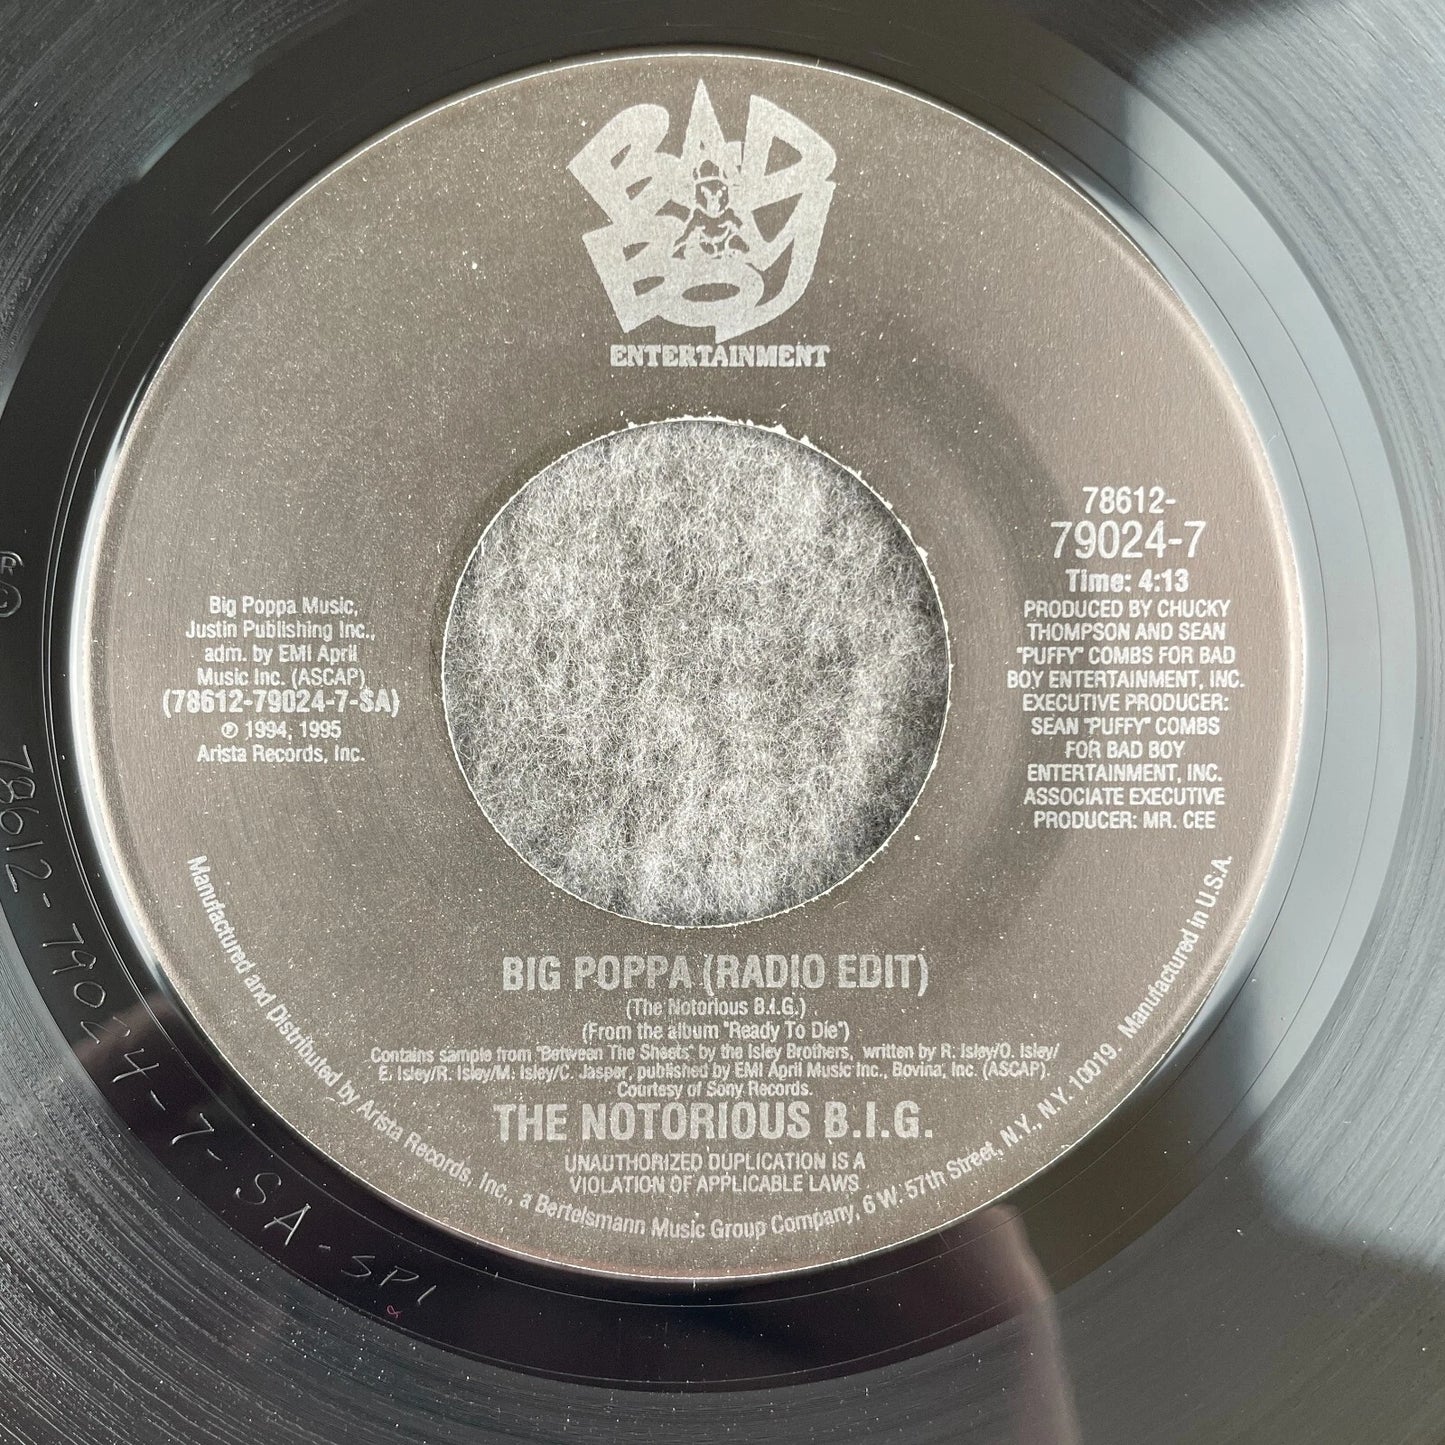 BAD
BOY
ENTERTAINMENT
78612-
79024-7
Time: 4:13
PRODUCED BY CHUCKY
THOMPSON AND SEAN
"PUFFY" COMBS FOR BAD
BOY ENTERTAINMENT, INC.
EXECUTIVE PRODUCER:
SEAN "PUFFY" COMBS
FOR BAD BOY
ENTERTAINMENT, INC.
ASSOCIATE EXECUTIVE
PRODUCER: MR. CEE
Big Poppa Music,
Justin Publishing Inc.,
adm. by EMI April
Music Inc. (ASCAP)
(78612-79024-7-SA)
℗ 1994, 1995
Arista Records, Inc.
BIG POPPA (RADIO EDIT)
(The Notorious B.I.G.)
(From the album "Ready To Die")
Contains sample from "Between The Sheets" by the Isley Brothers, written by R. Isley/O. Isley/
E. Isley/R. Isley/M. Isley/C. Jasper, published by EMI April Music Inc., Bovina, Inc. (ASCAP).
Courtesy of Sony Records.
THE NOTORIOUS B.I.G.
UNAUTHORIZED DUPLICATION IS A
VIOLATION OF APPLICABLE LAWS
Manufactured and Distributed by Arista Records, Inc., a Bertelsmann Music Group Company, 6 W. 57th Street, N.Y., N.Y. 10019. Manufactured in U.S.A.
78612-79024-7-SA-SP1